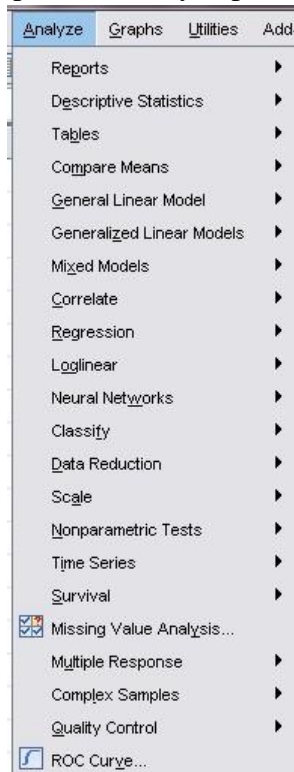 Analyze Graphs Utilities Add
Reports
Descriptive Statistics
Tables
Compare Means
General Linear Model
Generalized Linear Models
Mixed Models
Correlate
Regression
Loglinear
Neural Networks
Classify
Data Reduction
Scale
Nonparametric Tests
Time Series
Survival
Missing Value Analysis...
Multiple Response
Complex Samples
Quality Control
ROC Curve...